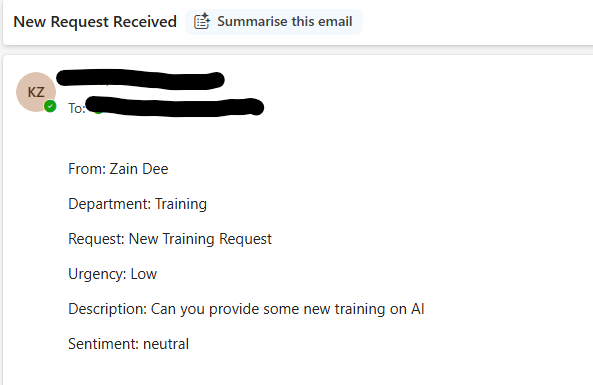 New Request Received
Summarise this email
KZ
To:
From: Zain Dee
Department: Training
Request: New Training Request
Urgency: Low
Description: Can you provide some new training on AI
Sentiment: neutral